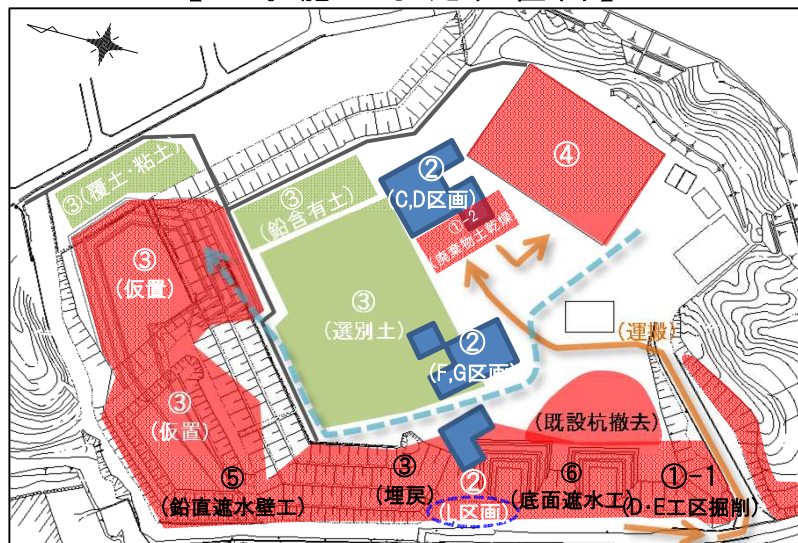 ③(覆土・粘土)
③
(鉛含有土)
②
(C,D区画)
④
①-2
(廃棄物土乾燥
③
(仮置)
③
(選別土)
②
(F,G区画)
(運搬)
③
(仮置)
(既設杭撤去)
⑤
(鉛直遮水壁工)
③
(埋戻)
②
(L区画)
⑥
(底面遮水工)
①-1
(D・E工区掘削)